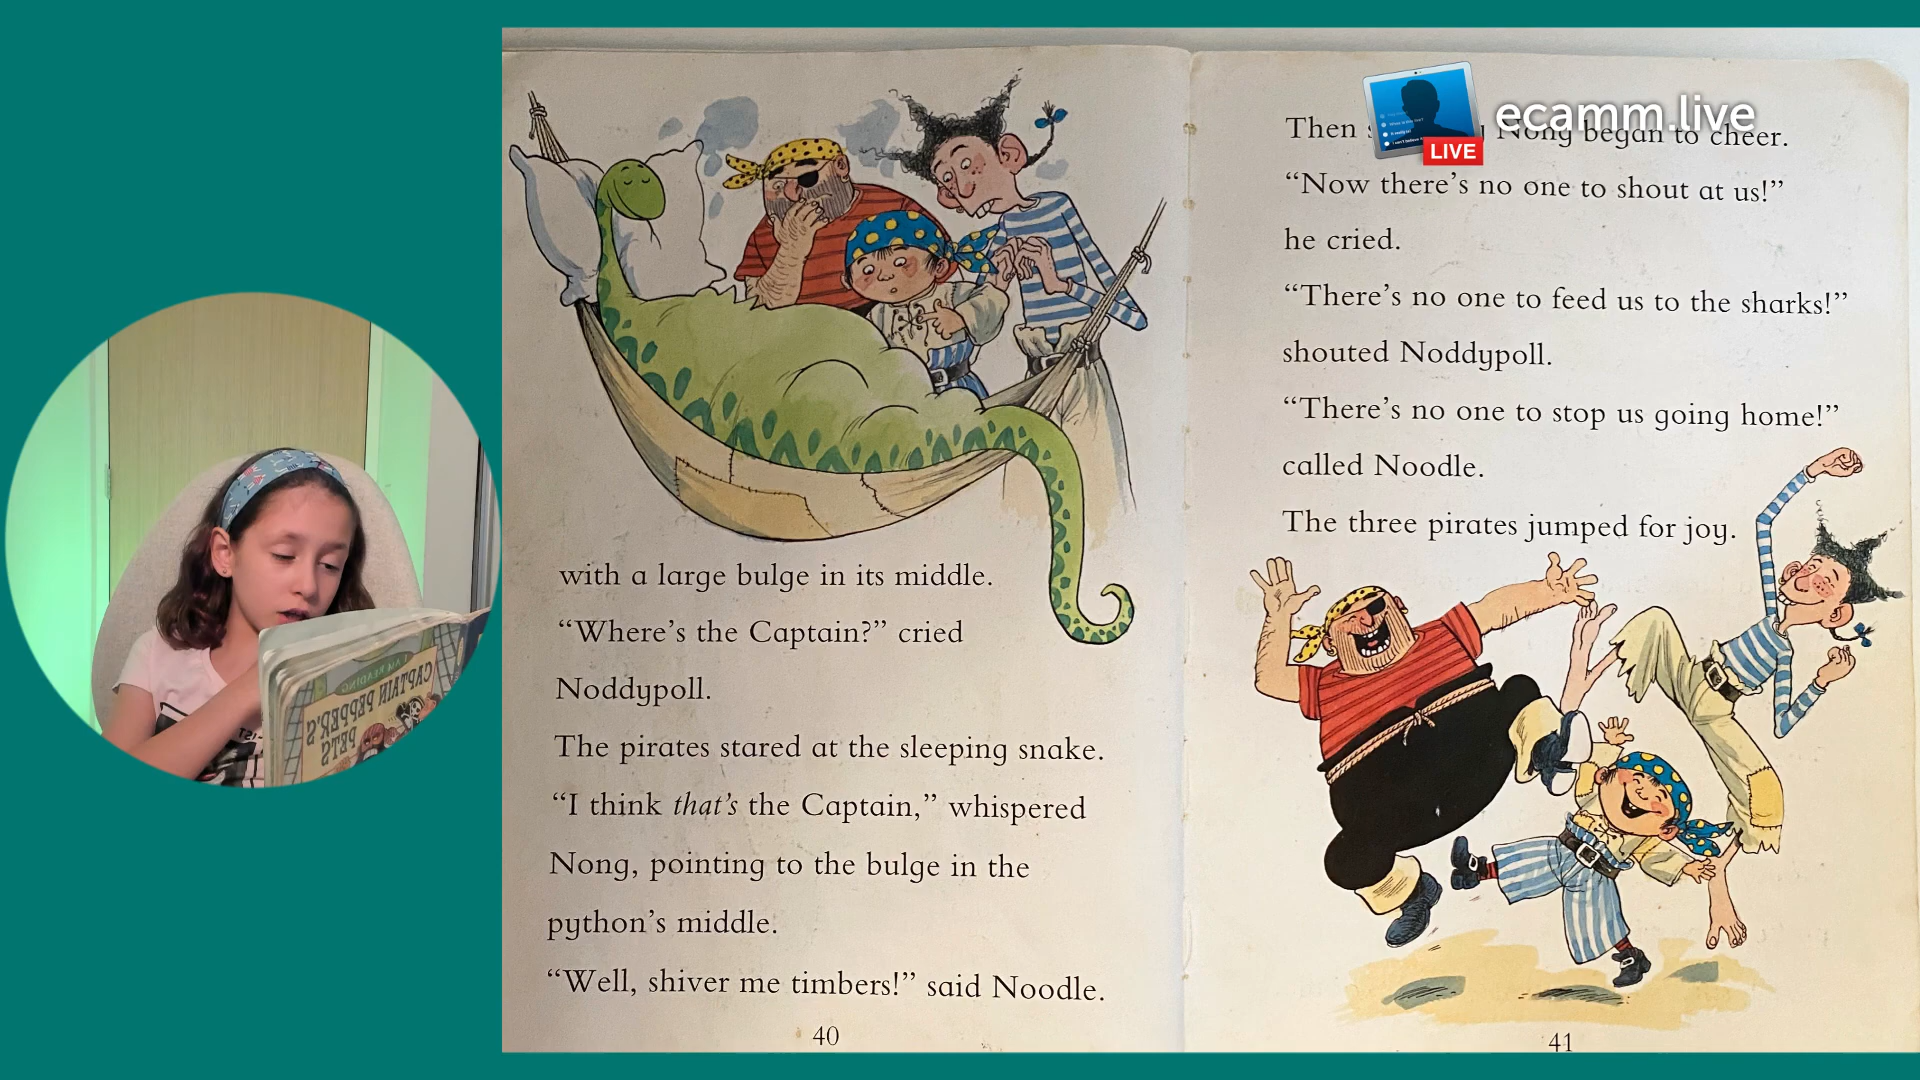 with a large bulge in its middle.
“Where’s the Captain?” cried
Noddypoll.
The pirates stared at the sleeping snake.
“I think that’s the Captain,” whispered
Nong, pointing to the bulge in the
python’s middle.
“Well, shiver me timbers!” said Noodle.
40
ecamm.live
LIVE
Then Nong began to cheer.
“Now there’s no one to shout at us!”
he cried.
“There’s no one to feed us to the sharks!”
shouted Noddypoll.
“There’s no one to stop us going home!”
called Noodle.
The three pirates jumped for joy.
41
I AM READING
CAPTAIN PEPPER'S
PETS